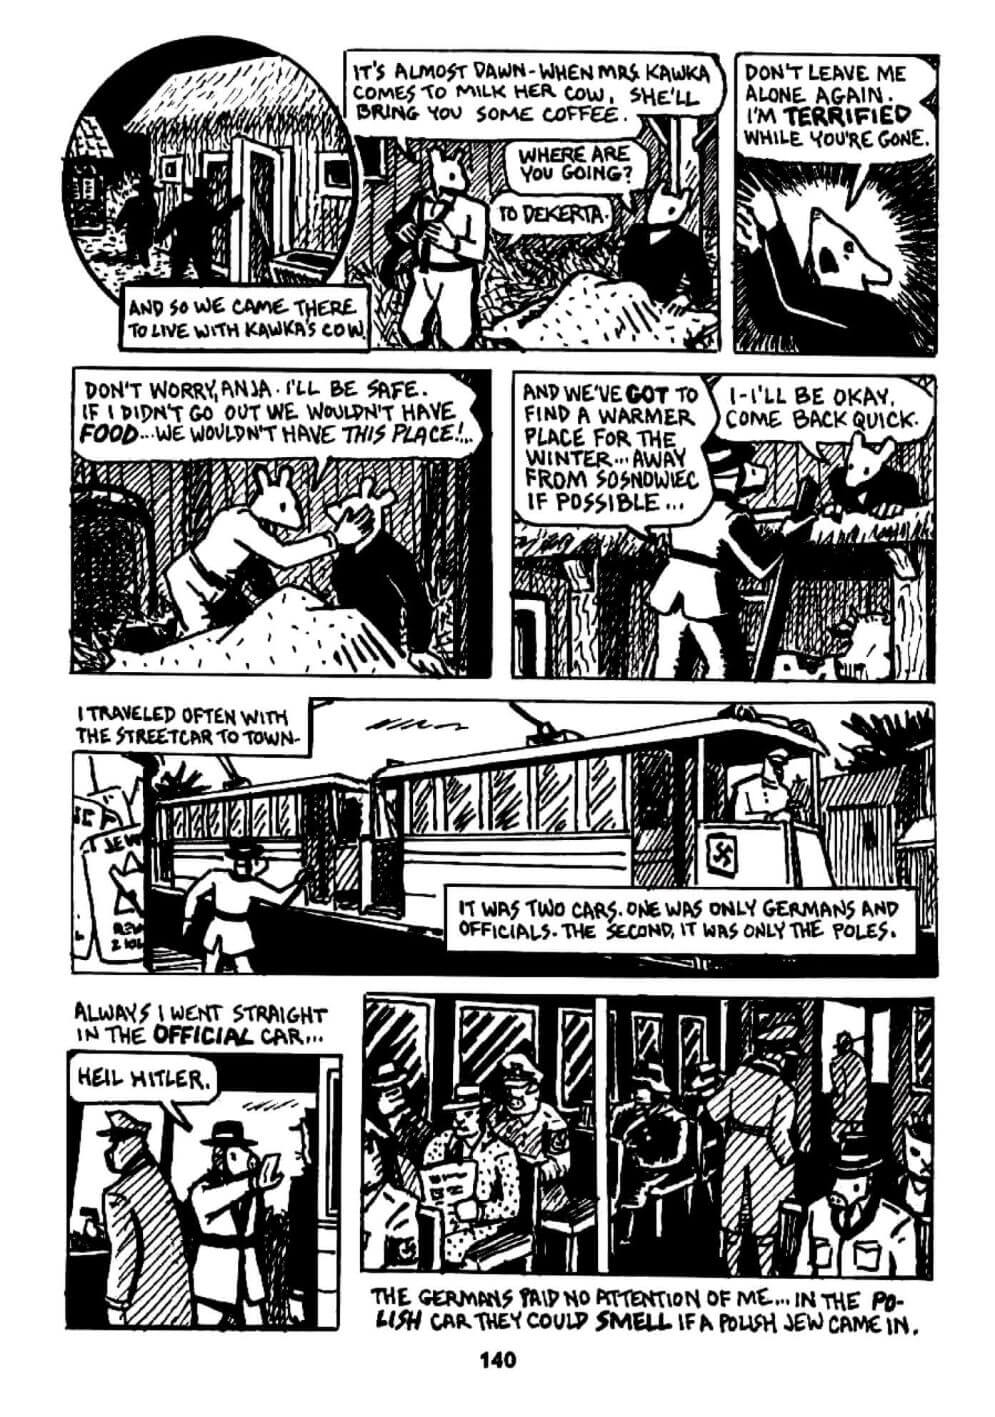 AND SO WE CAME THERE
TO LIVE WITH KAWKA'S COW.
IT'S ALMOST DAWN-WHEN MRS. KAWKA
COMES TO MILK HER COW, SHE'LL
BRING YOU SOME COFFEE.
WHERE ARE
YOU GOING?
TO DEKERTA.
DON'T LEAVE ME
ALONE AGAIN.
I'M TERRIFIED
WHILE YOU'RE GONE.
DON'T WORRY, ANJA. I'LL BE SAFE.
IF I DIDN'T GO OUT WE WOULDN'T HAVE
FOOD...WE WOULDN'T HAVE THIS PLACE!..
AND WE'VE GOT TO
FIND A WARMER
PLACE FOR THE
WINTER...AWAY
FROM SOSNOWIEC
IF POSSIBLE...
I-I'LL BE OKAY.
COME BACK QUICK.
I TRAVELED OFTEN WITH
THE STREETCAR TO TOWN-
JEW
IT WAS TWO CARS. ONE WAS ONLY GERMANS AND
OFFICIALS. THE SECOND, IT WAS ONLY THE POLES.
ALWAYS I WENT STRAIGHT
IN THE OFFICIAL CAR...
HEIL HITLER.
THE GERMANS PAID NO ATTENTION OF ME... IN THE PO-
LISH CAR THEY COULD SMELL IF A POLISH JEW CAME IN.
140